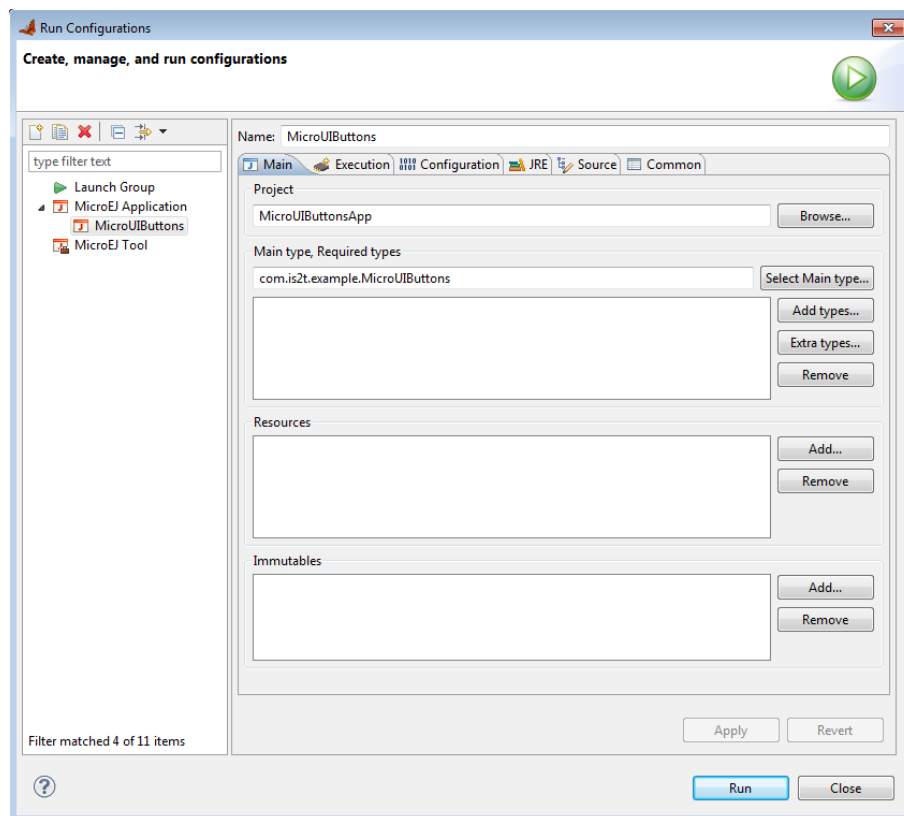 Run Configurations
Create, manage, and run configurations
type filter text
Launch Group
MicroEJ Application
MicroUIButtons
MicroEJ Tool
Filter matched 4 of 11 items
Name: MicroUIButtons
Main Execution Configuration JRE Source Common
Project
MicroUIButtonsApp Browse...
Main type, Required types
com.is2t.example.MicroUIButtons Select Main type...
Add types...
Extra types...
Remove
Resources
Add...
Remove
Immutables
Add...
Remove
Apply Revert
Run Close